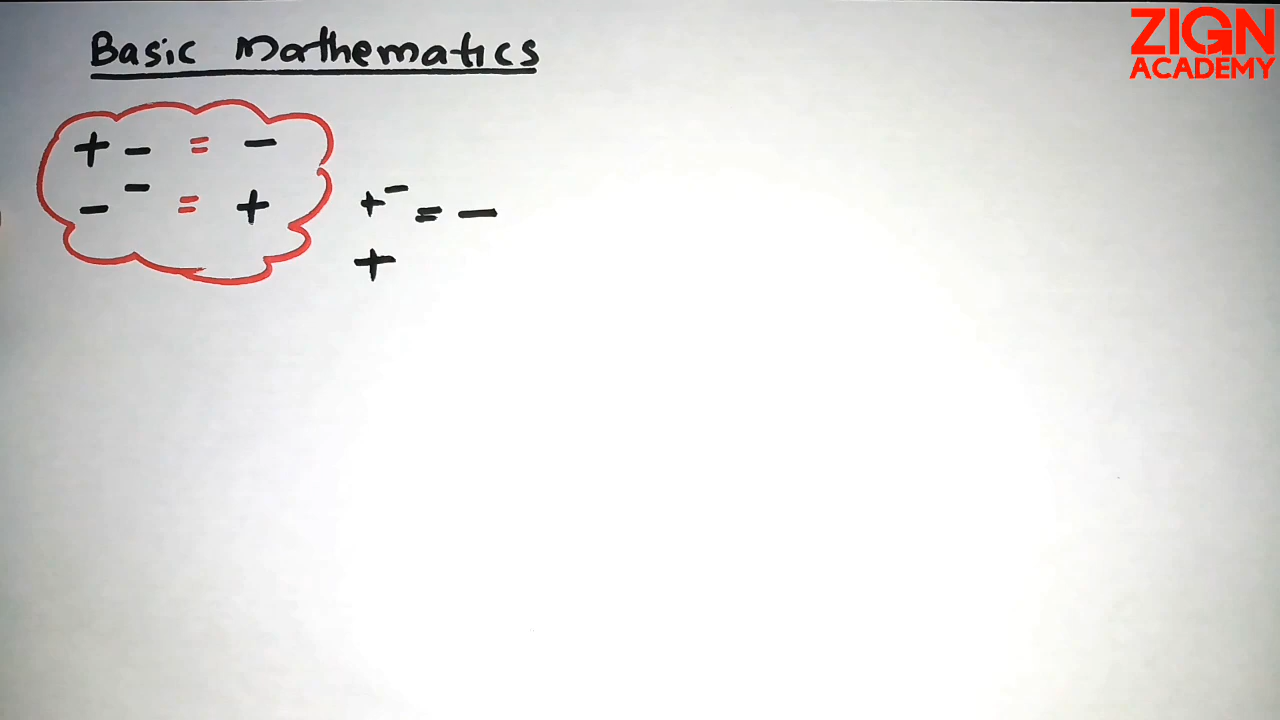 Basic Mathematics
ZIGN
ACADEMY
+ - = -
- - = +
+ - = -
+